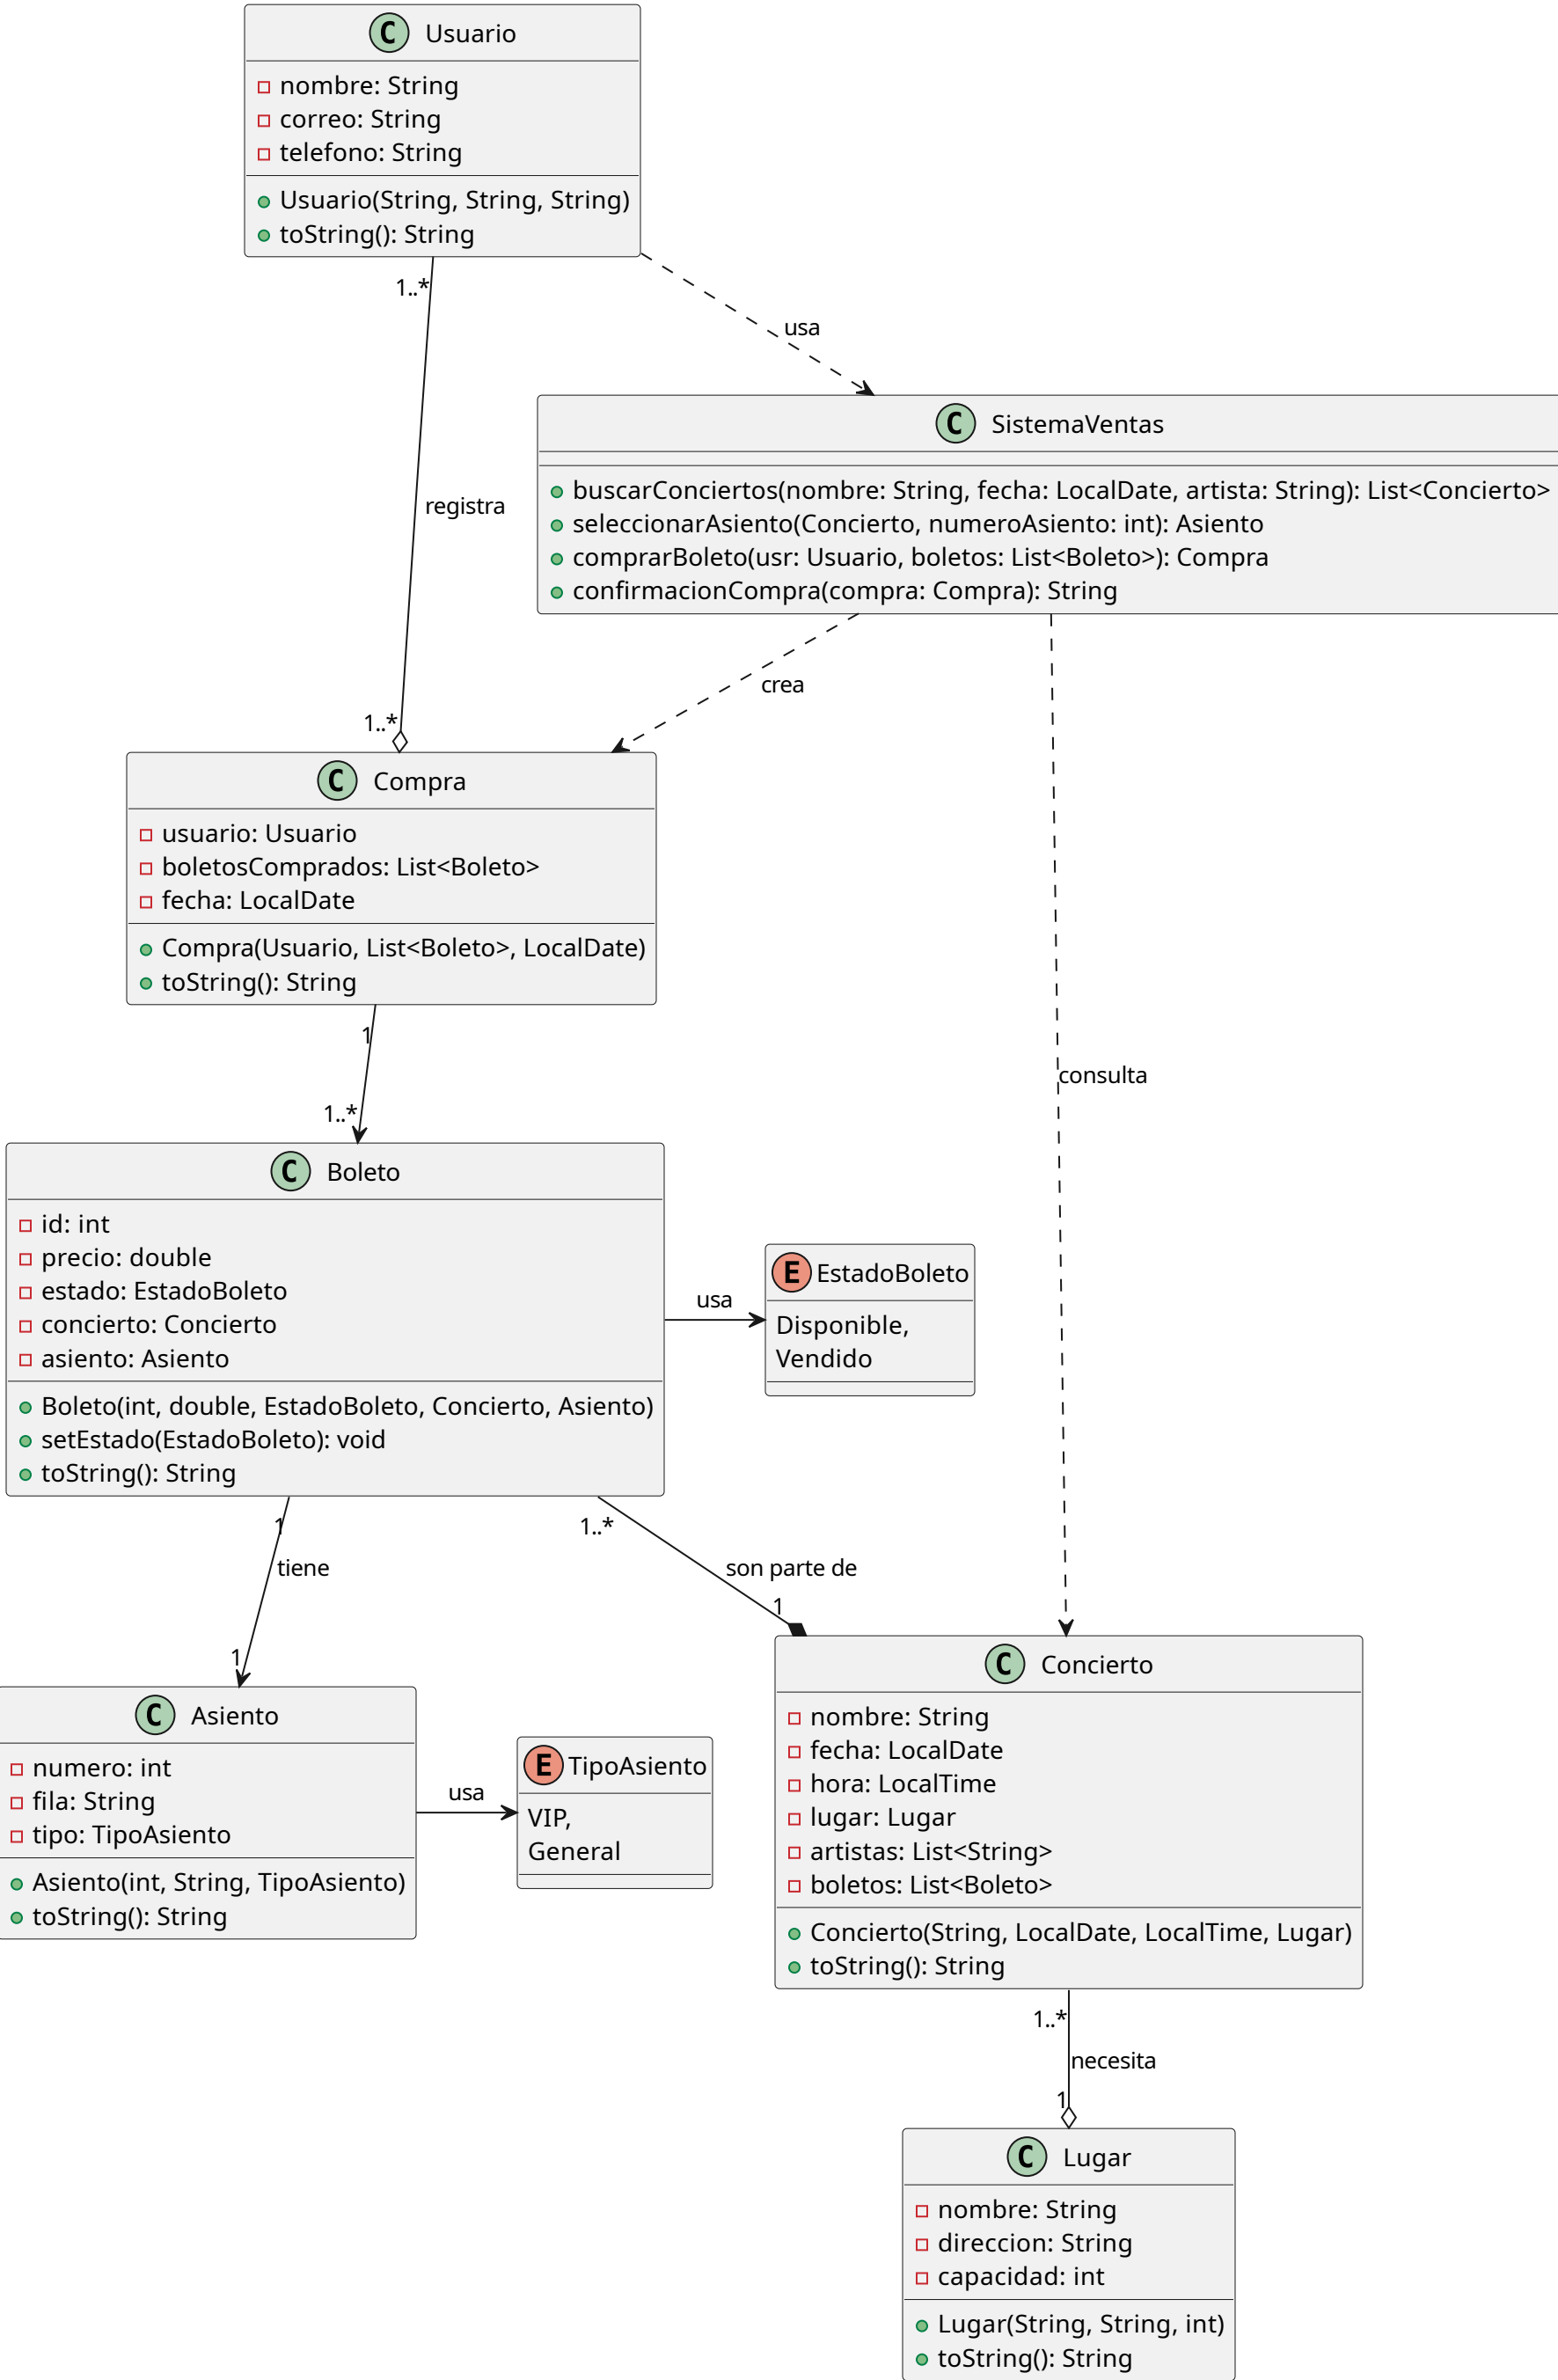 C Usuario
nombre: String
correo: String
telefono: String
Usuario(String, String, String)
toString(): String
1..*
usa
C SistemaVentas
buscarConciertos(nombre: String, fecha: LocalDate, artista: String): List<Concierto>
seleccionarAsiento(Concierto, numeroAsiento: int): Asiento
comprarBoleto(usr: Usuario, boletos: List<Boleto>): Compra
confirmacionCompra(compra: Compra): String
registra
crea
1..*
C Compra
usuario: Usuario
boletosComprados: List<Boleto>
fecha: LocalDate
Compra(Usuario, List<Boleto>, LocalDate)
toString(): String
1
consulta
1..*
C Boleto
id: int
precio: double
estado: EstadoBoleto
concierto: Concierto
asiento: Asiento
Boleto(int, double, EstadoBoleto, Concierto, Asiento)
setEstado(EstadoBoleto): void
toString(): String
usa
E EstadoBoleto
Disponible,
Vendido
1
tiene
1
1..*
son parte de
1
C Asiento
numero: int
fila: String
tipo: TipoAsiento
Asiento(int, String, TipoAsiento)
toString(): String
usa
E TipoAsiento
VIP,
General
C Concierto
nombre: String
fecha: LocalDate
hora: LocalTime
lugar: Lugar
artistas: List<String>
boletos: List<Boleto>
Concierto(String, LocalDate, LocalTime, Lugar)
toString(): String
1..*
necesita
1
C Lugar
nombre: String
direccion: String
capacidad: int
Lugar(String, String, int)
toString(): String